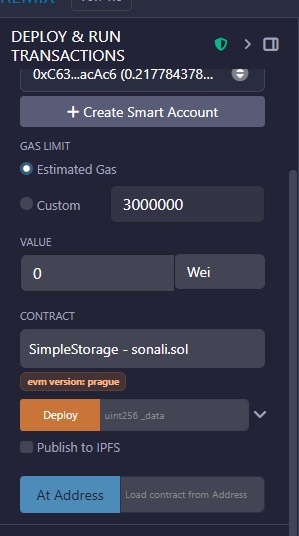 DEPLOY & RUN
TRANSACTIONS
0xC63...acAc6 (0.217784378...
+ Create Smart Account
GAS LIMIT
Estimated Gas
Custom
3000000
VALUE
0
Wei
CONTRACT
SimpleStorage - sonali.sol
evm version: prague
Deploy
uint256 _data
Publish to IPFS
At Address
Load contract from Address